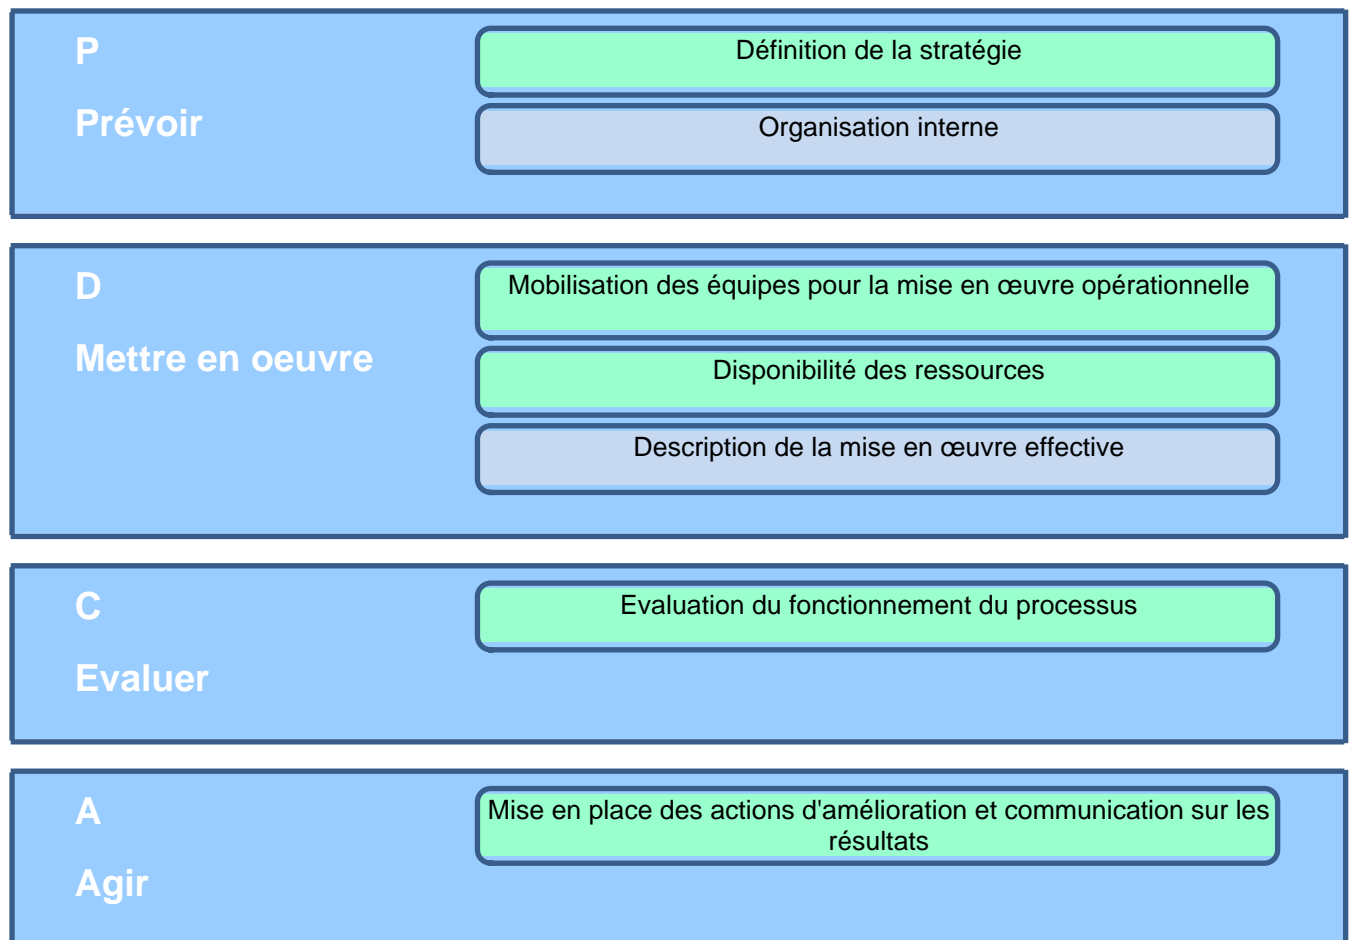 P
Définition de la stratégie
Prévoir
Organisation interne
D
Mobilisation des équipes pour la mise en œuvre opérationnelle
Mettre en oeuvre
Disponibilité des ressources
Description de la mise en œuvre effective
C
Evaluation du fonctionnement du processus
Evaluer
A
Mise en place des actions d'amélioration et communication sur les
résultats
Agir